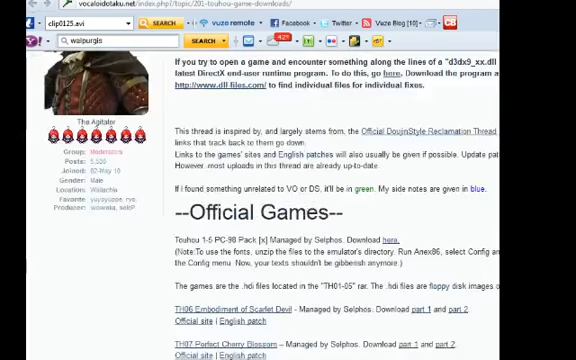 vocaloidotaku.net/index.php/topic/201-touhou-game-downloads/
clip0125.avi SEARCH vuze remote Facebook Twitter Vuze Blog [10]
walpurgis SEARCH 429
If you try to open a game and encounter something along the lines of a "d3dx9_xx.dll
latest DirectX end-user runtime program. To do this, go here. Download the program a
http://www.dll-files.com/ to find individual files for individual fixes.
The Agitator
Group: Moderators
Posts: 5,530
Joined: 02-May 10
Gender: Male
Location: Wallachia
Favorite
Producer: wowaka,
This thread is inspired by, and largely stems from, the Official DoujinStyle Reclamation Thread
links that track back to them go down.
Links to the games' sites and English patches will also usually be given if possible. Update pat
However, most uploads in this thread are already up-to-date.
If I found something unrelated to VO or DS, it'll be in green. My side notes are given in blue.
--Official Games--
Touhou 1-5 PC-98 Pack [x] Managed by Selphos. Download here.
(Note:To use the fonts, unzip the files to the emulator's directory. Run Anex86, select Config an
the Config menu. Now, your texts shouldn't be gibberish anymore.)
The games are the .hdi files located in the "TH01-05" rar. The .hdi files are floppy disk images o
TH06 Embodiment of Scarlet Devil - Managed by Selphos. Download part 1 and part 2
Official site | English patch
TH07 Perfect Cherry Blossom - Managed by Selphos. Download part 1 and part 2.
Official site | English patch